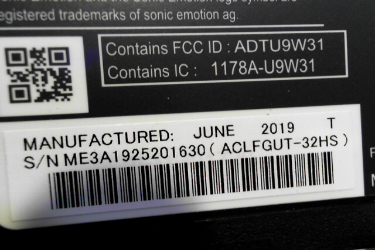 registered trademarks of sonic emotion ag.
Contains FCC ID : ADTU9W31
Contains IC : 1178A-U9W31
MANUFACTURED: JUNE 2019 T
S/N ME3A1925201630 ( ACLFGUT-32HS )